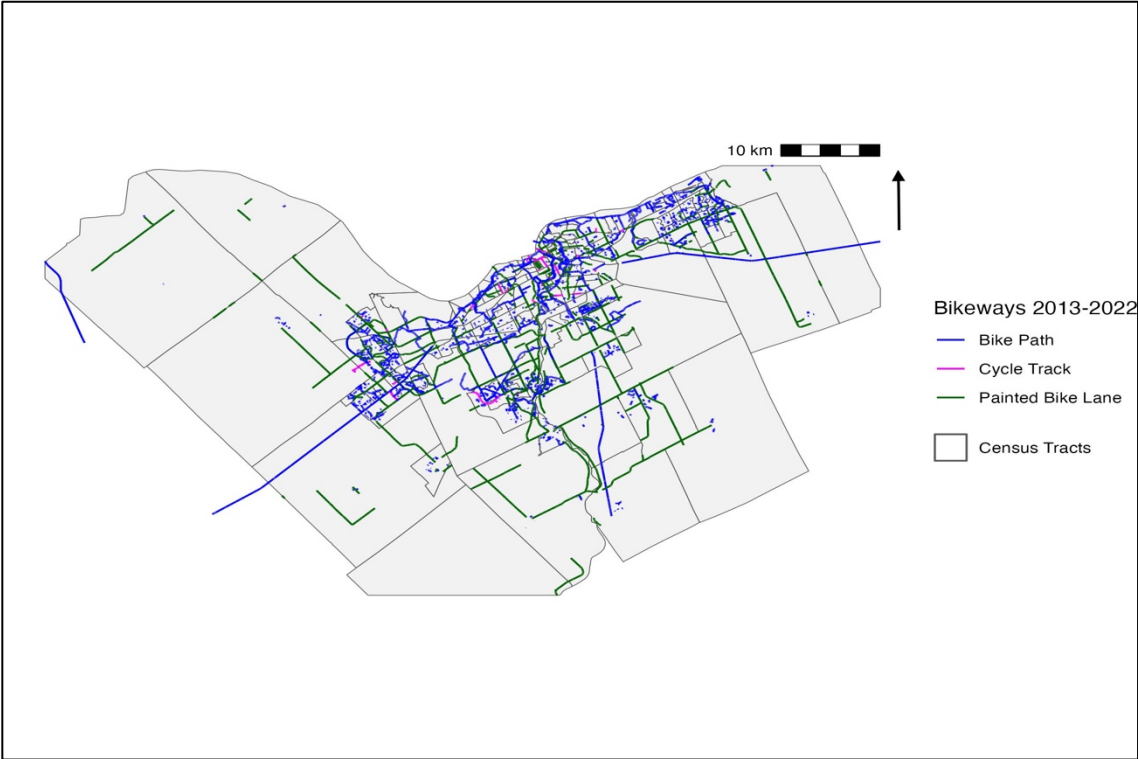 10 km
Bikeways 2013-2022
Bike Path
Cycle Track
Painted Bike Lane
Census Tracts